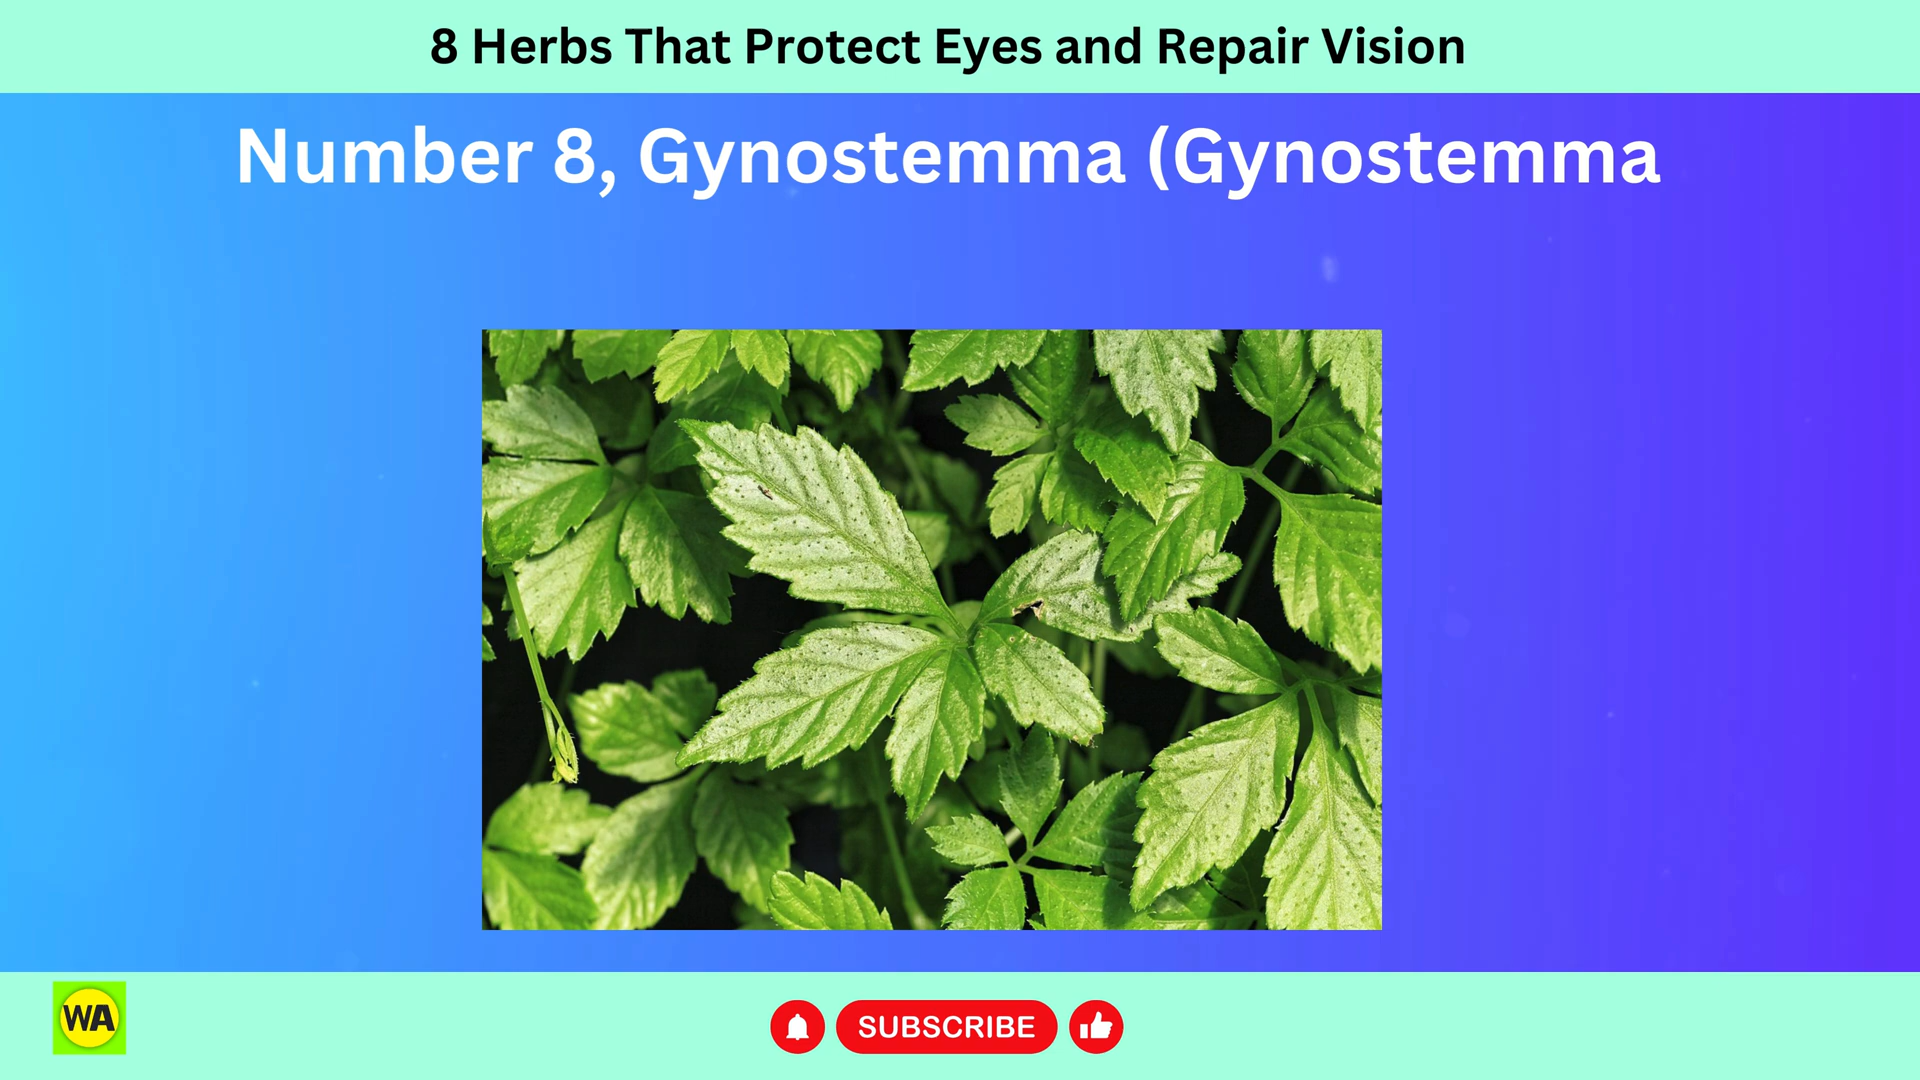 8 Herbs That Protect Eyes and Repair Vision
Number 8, Gynostemma (Gynostemma
WA
SUBSCRIBE